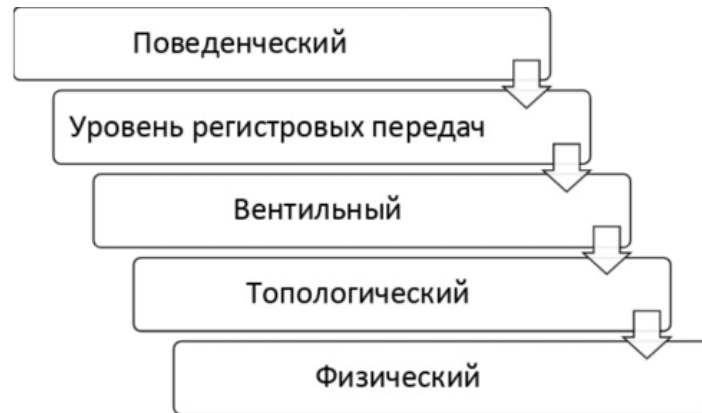 Поведенческий
Уровень регистровых передач
Вентильный
Топологический
Физический